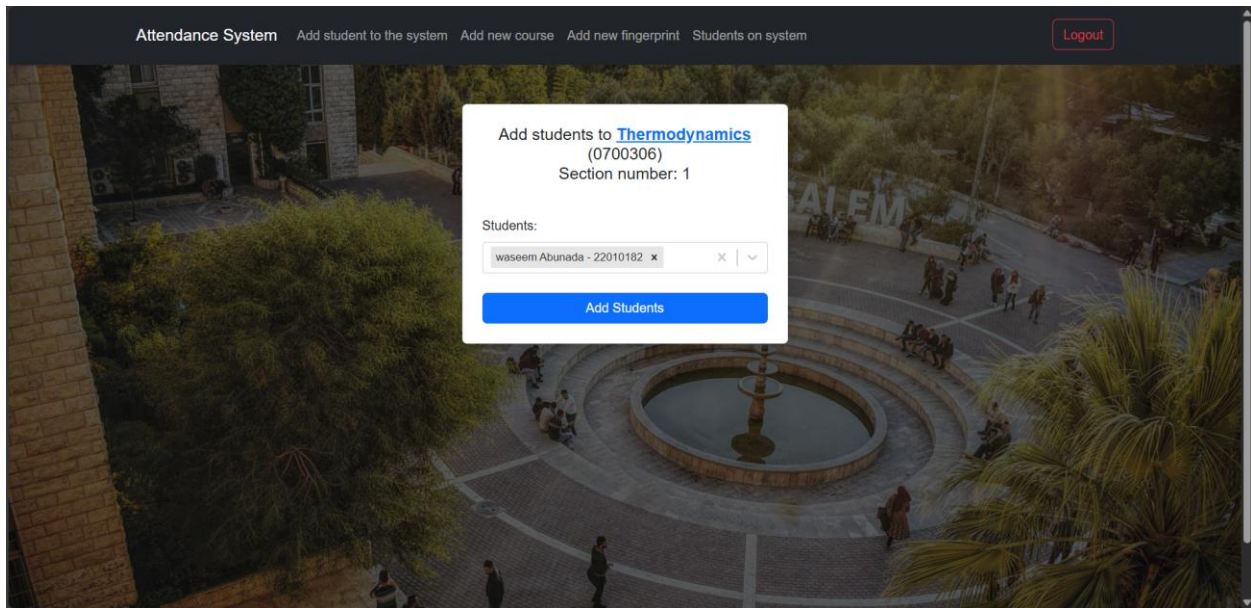 Attendance System Add student to the system Add new course Add new fingerprint Students on system Logout
Add students to Thermodynamics
(0700306)
Section number: 1
Students:
waseem Abunada - 22010182
Add Students
ALEM